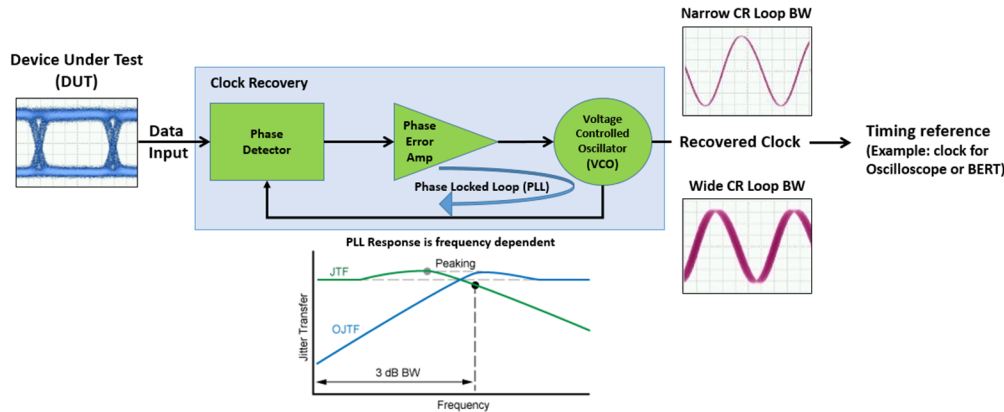 Narrow CR Loop BW
Device Under Test
(DUT)
Clock Recovery
Data
Input
Phase
Detector
Phase
Error
Amp
Voltage
Controlled
Oscillator
(VCO)
Phase Locked Loop (PLL)
Recovered Clock
Timing reference
(Example: clock for
Oscilloscope or BERT)
Wide CR Loop BW
PLL Response is frequency dependent
JTF
Peaking
OJTF
Jitter Transfer
3 dB BW
Frequency